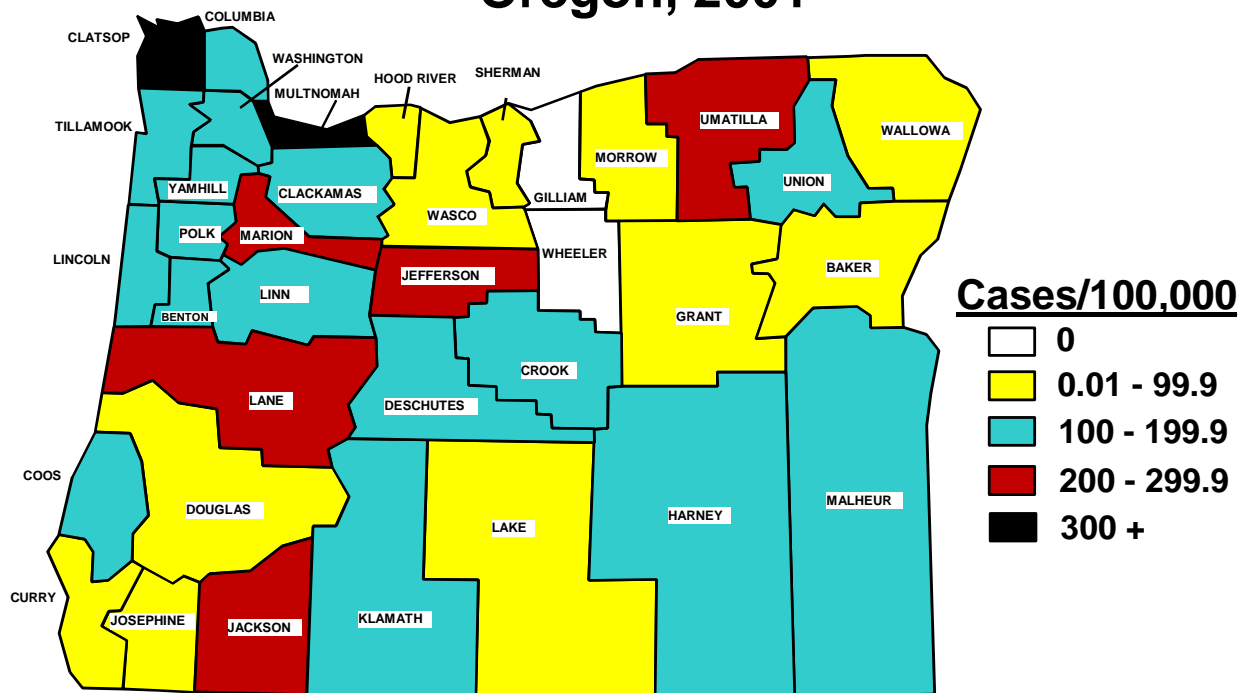 Oregon, 2001
COLUMBIA
CLATSOP
WASHINGTON
HOOD RIVER
SHERMAN
MULTNOMAH
TILLAMOOK
UMATILLA
WALLOWA
MORROW
YAMHILL
CLACKAMAS
UNION
GILLIAM
WASCO
POLK
MARION
LINCOLN
WHEELER
JEFFERSON
BAKER
LINN
BENTON
GRANT
CROOK
LANE
DESCHUTES
COOS
DOUGLAS
LAKE
HARNEY
MALHEUR
CURRY
JOSEPHINE
JACKSON
KLAMATH
Cases/100,000
0
0.01 - 99.9
100 - 199.9
200 - 299.9
300 +